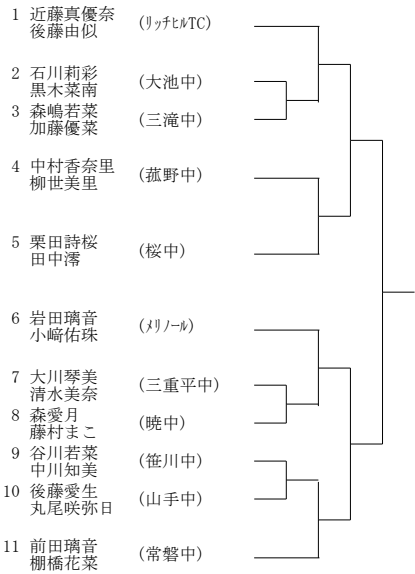 1 近藤真優奈
後藤由似 (ﾘｯﾁﾋﾙTC)
2 石川莉彩
黒木菜南 (大池中)
3 森嶋若菜
加藤優菜 (三滝中)
4 中村香奈里
柳世美里 (菰野中)
5 栗田詩桜
田中澪 (桜中)
6 岩田璃音
小﨑佑珠 (ﾒﾘﾉｰﾙ)
7 大川琴美
清水美奈 (三重平中)
8 森愛月
藤村まこ (暁中)
9 谷川若菜
中川知美 (笹川中)
10 後藤愛生
丸尾咲弥日 (山手中)
11 前田璃音
棚橋花菜 (常磐中)